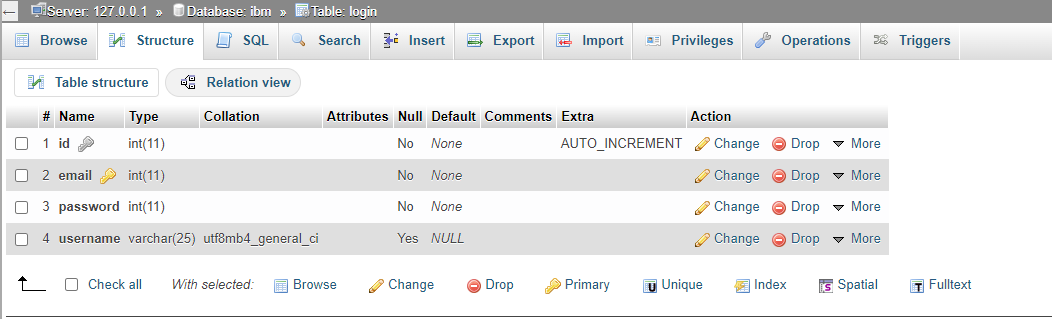 Server: 127.0.0.1 » Database: ibm » Table: login
Browse Structure SQL Search Insert Export Import Privileges Operations Triggers
Table structure Relation view
# Name Type Collation Attributes Null Default Comments Extra Action
1 id int(11) No None AUTO_INCREMENT Change Drop More
2 email int(11) No None Change Drop More
3 password int(11) No None Change Drop More
4 username varchar(25) utf8mb4_general_ci Yes NULL Change Drop More
Check all With selected: Browse Change Drop Primary Unique Index Spatial Fulltext